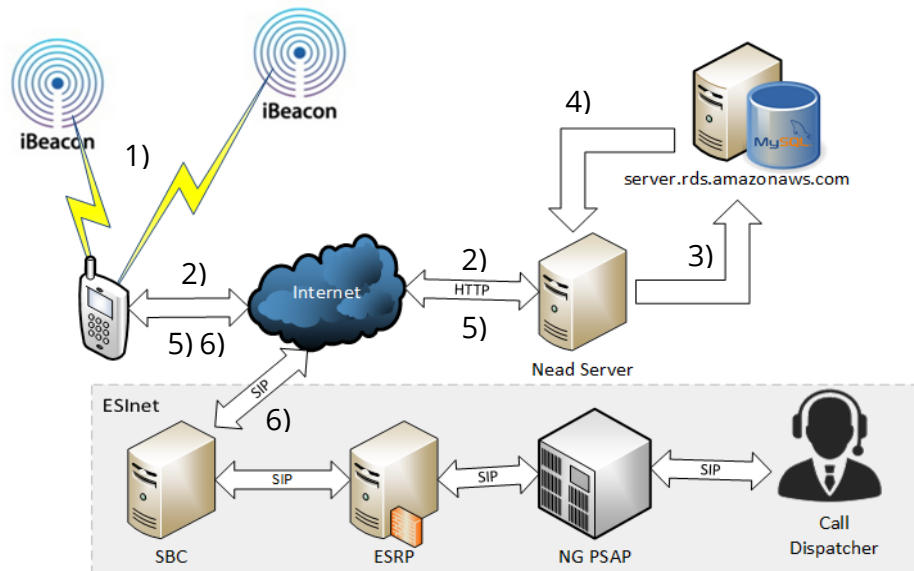 iBeacon
iBeacon
1)
4)
MySQL
server.rds.amazonaws.com
2)
2)
3)
Internet
HTTP
5) 6)
5)
Nead Server
SIP
ESInet
6)
SIP
SIP
SIP
SBC
ESRP
NG PSAP
Call
Dispatcher